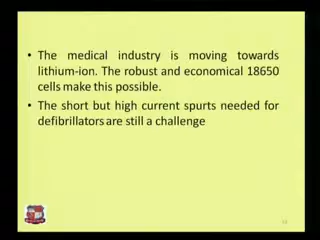 • The medical industry is moving towards
lithium-ion. The robust and economical 18650
cells make this possible.
• The short but high current spurts needed for
defibrillators are still a challenge